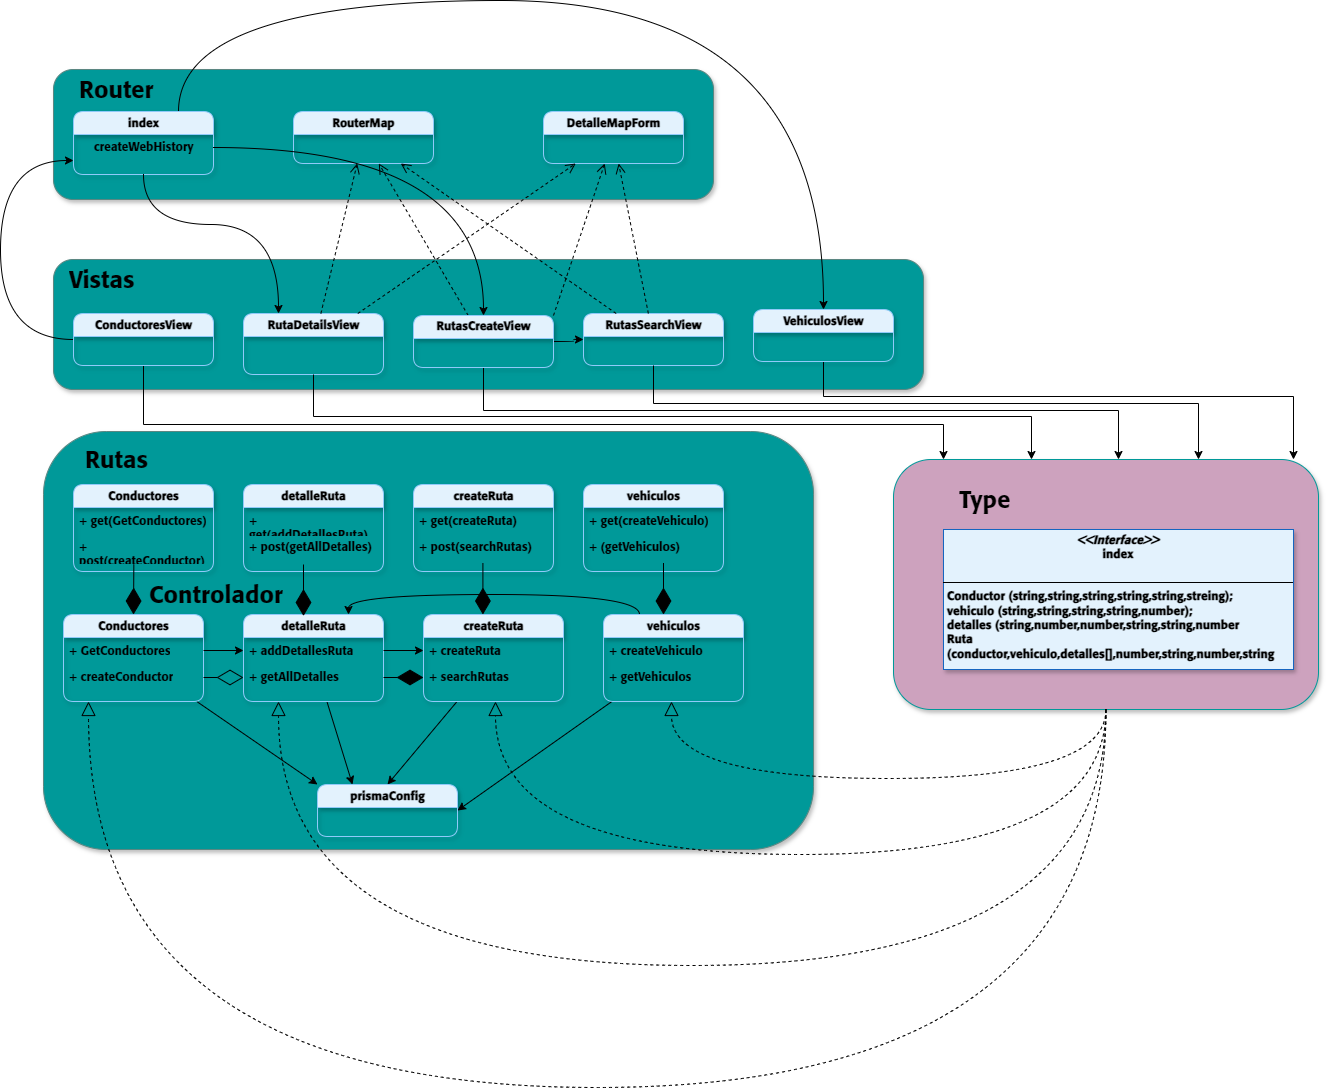 Router
index
createWebHistory
RouterMap
DetalleMapForm
Vistas
ConductoresView
RutaDetailsView
RutasCreateView
RutasSearchView
VehiculosView
Rutas
Conductores
+ get(GetConductores)
+
post(createConductor)
detalleRuta
+
get(addDetallesRuta)
+ post(getAllDetalles)
createRuta
+ get(createRuta)
+ post(searchRutas)
vehiculos
+ get(createVehiculo)
+ (getVehiculos)
Controlador
Conductores
+ GetConductores
+ createConductor
detalleRuta
+ addDetallesRuta
+ getAllDetalles
createRuta
+ createRuta
+ searchRutas
vehiculos
+ createVehiculo
+ getVehiculos
prismaConfig
Type
<<Interface>>
index
Conductor (string,string,string,string,string,streing);
vehiculo (string,string,string,string,number);
detalles (string,number,number,string,string,number
Ruta
(conductor,vehiculo,detalles[],number,string,number,string